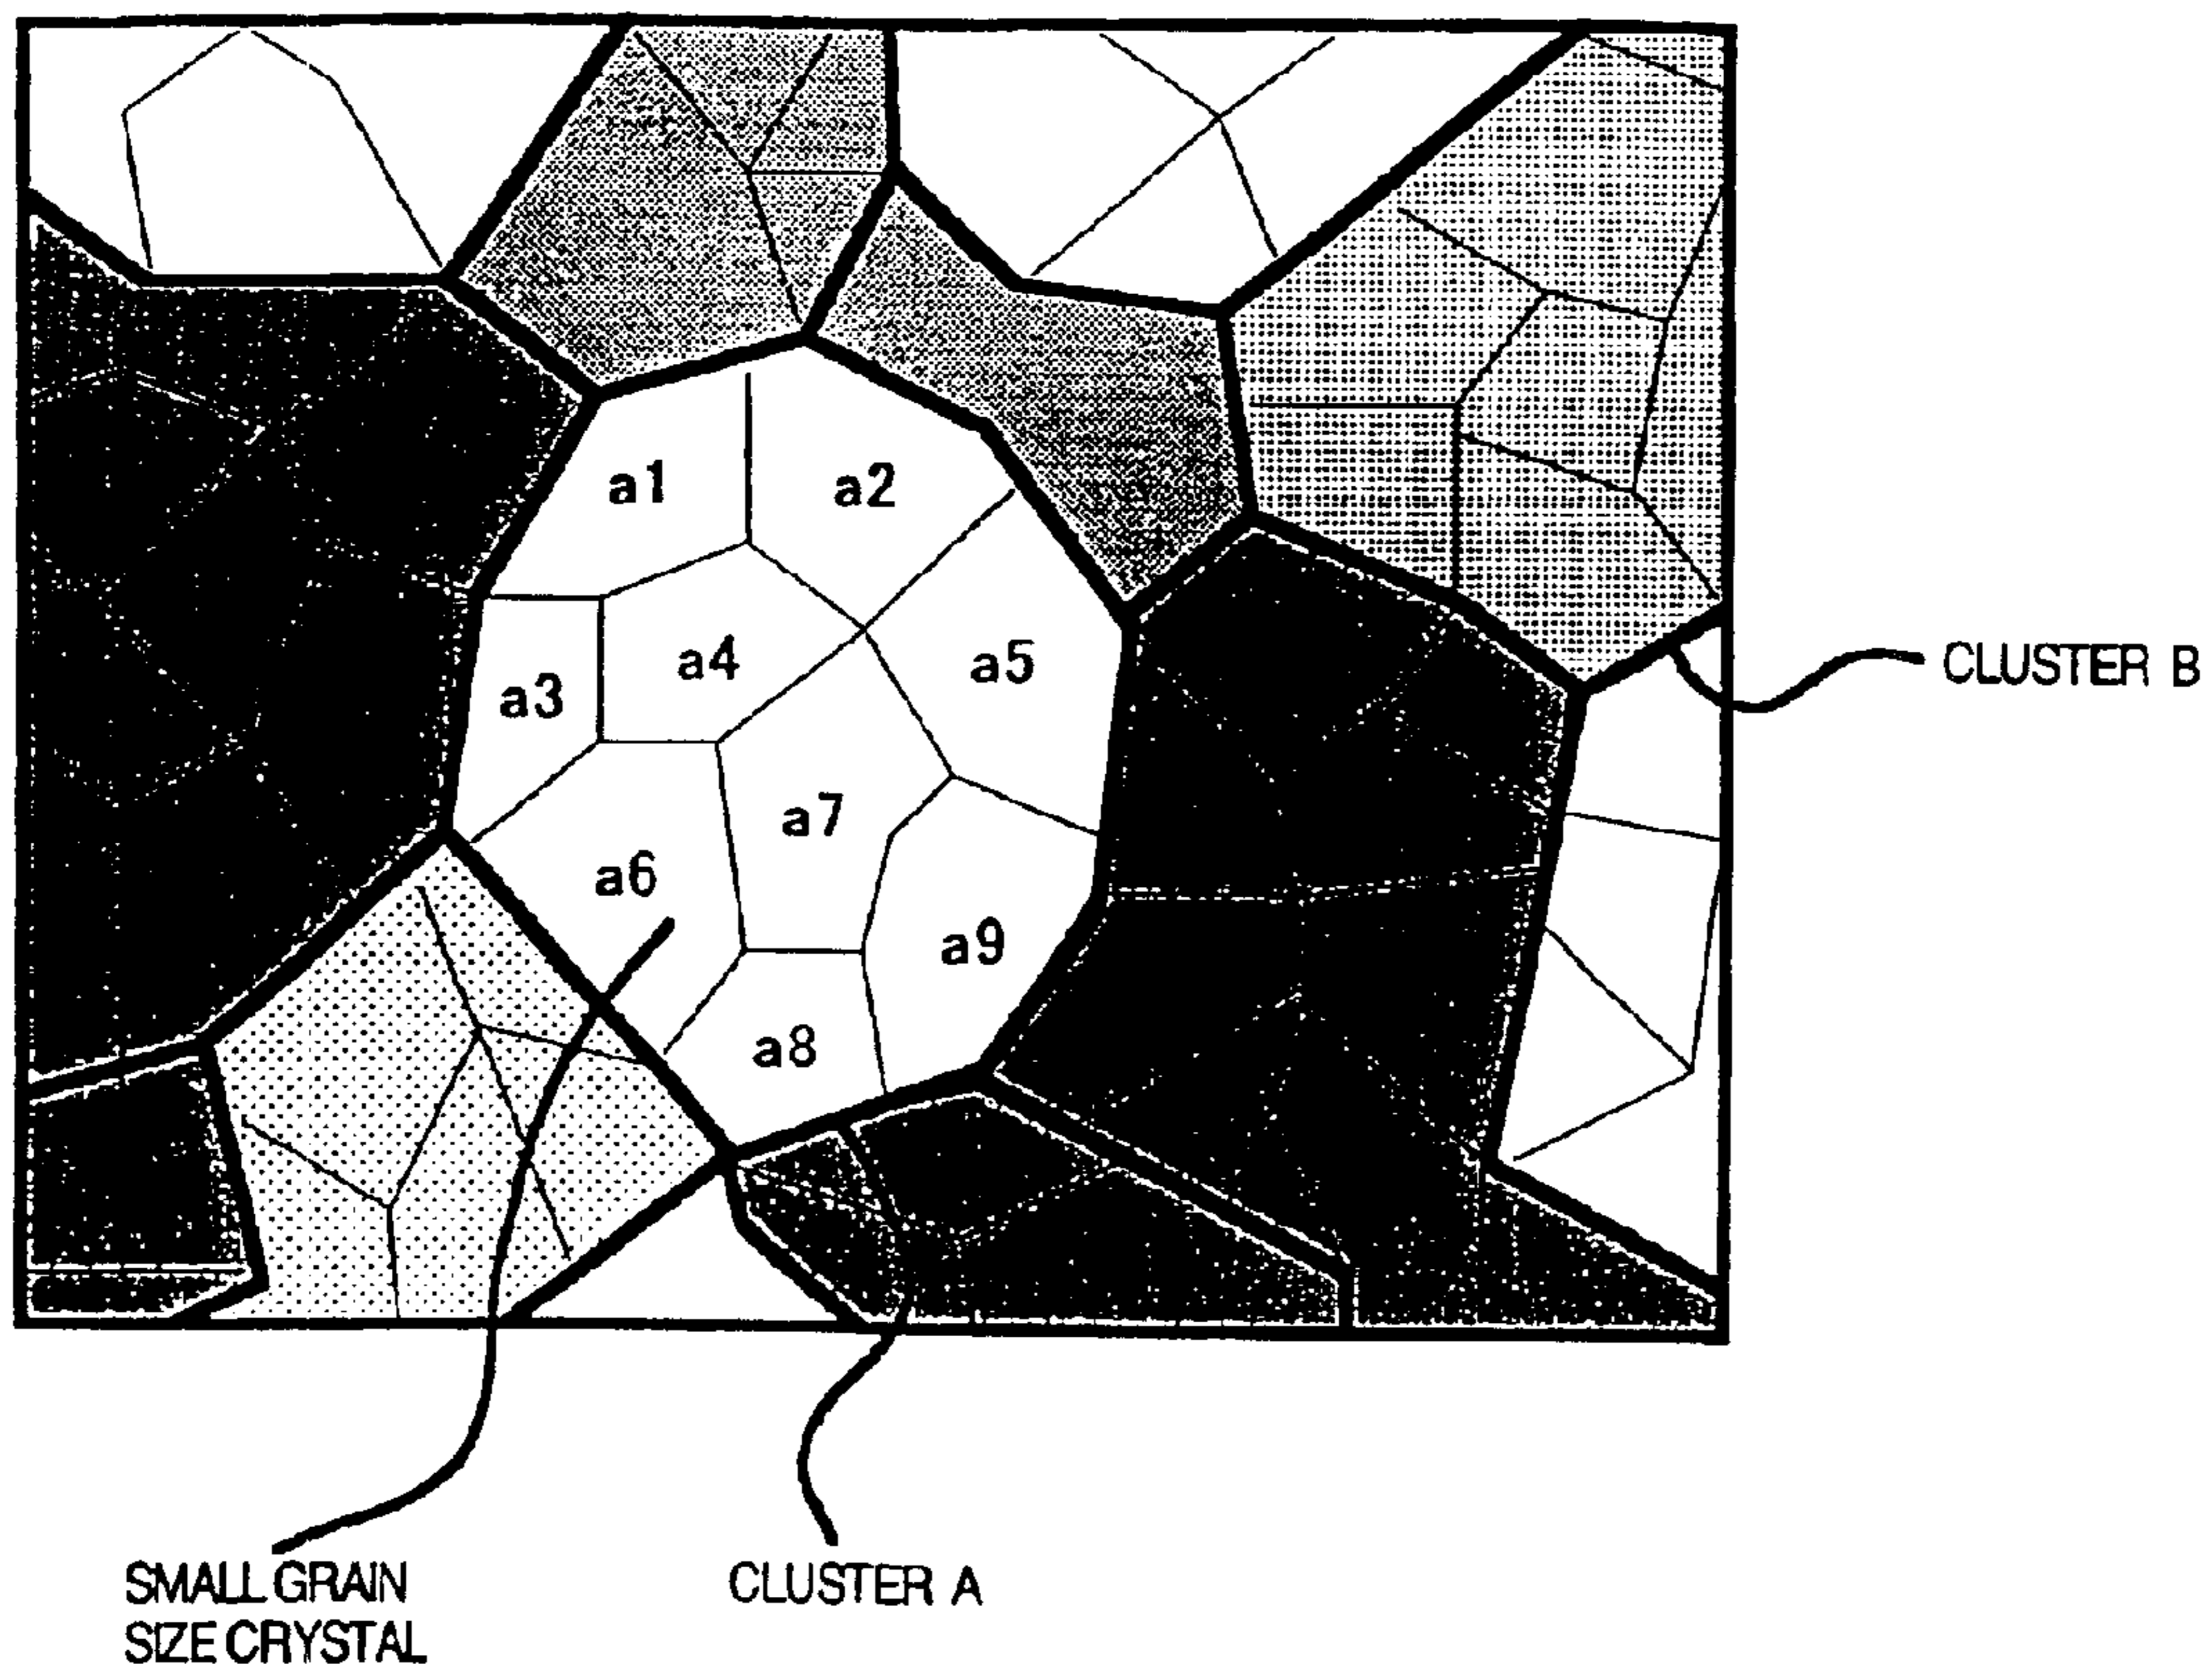 a1
a2
a3
a4
a5
a6
a7
a8
a9
CLUSTER B
SMALL GRAIN
SIZE CRYSTAL
CLUSTER A